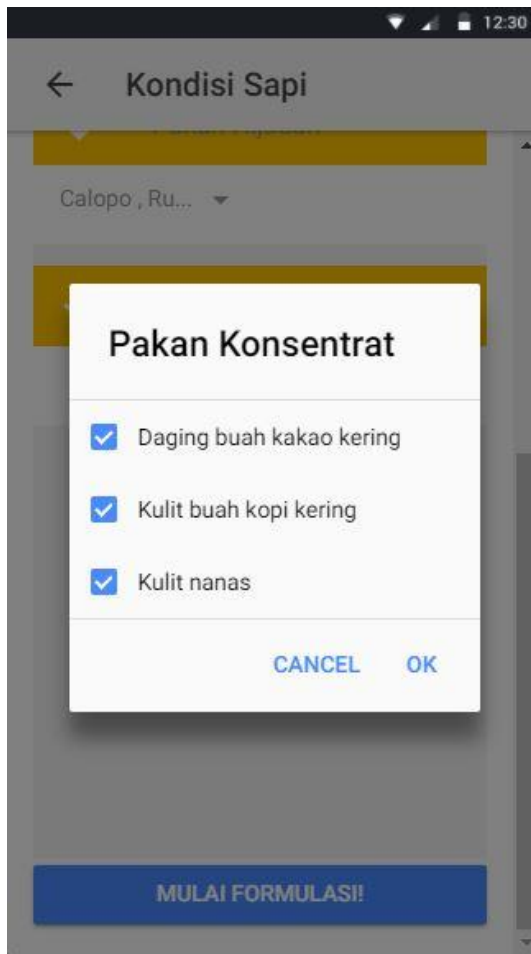 12:30
Kondisi Sapi
Calopo , Ru...
Pakan Konsentrat
Daging buah kakao kering
Kulit buah kopi kering
Kulit nanas
CANCEL OK
MULAI FORMULASI!